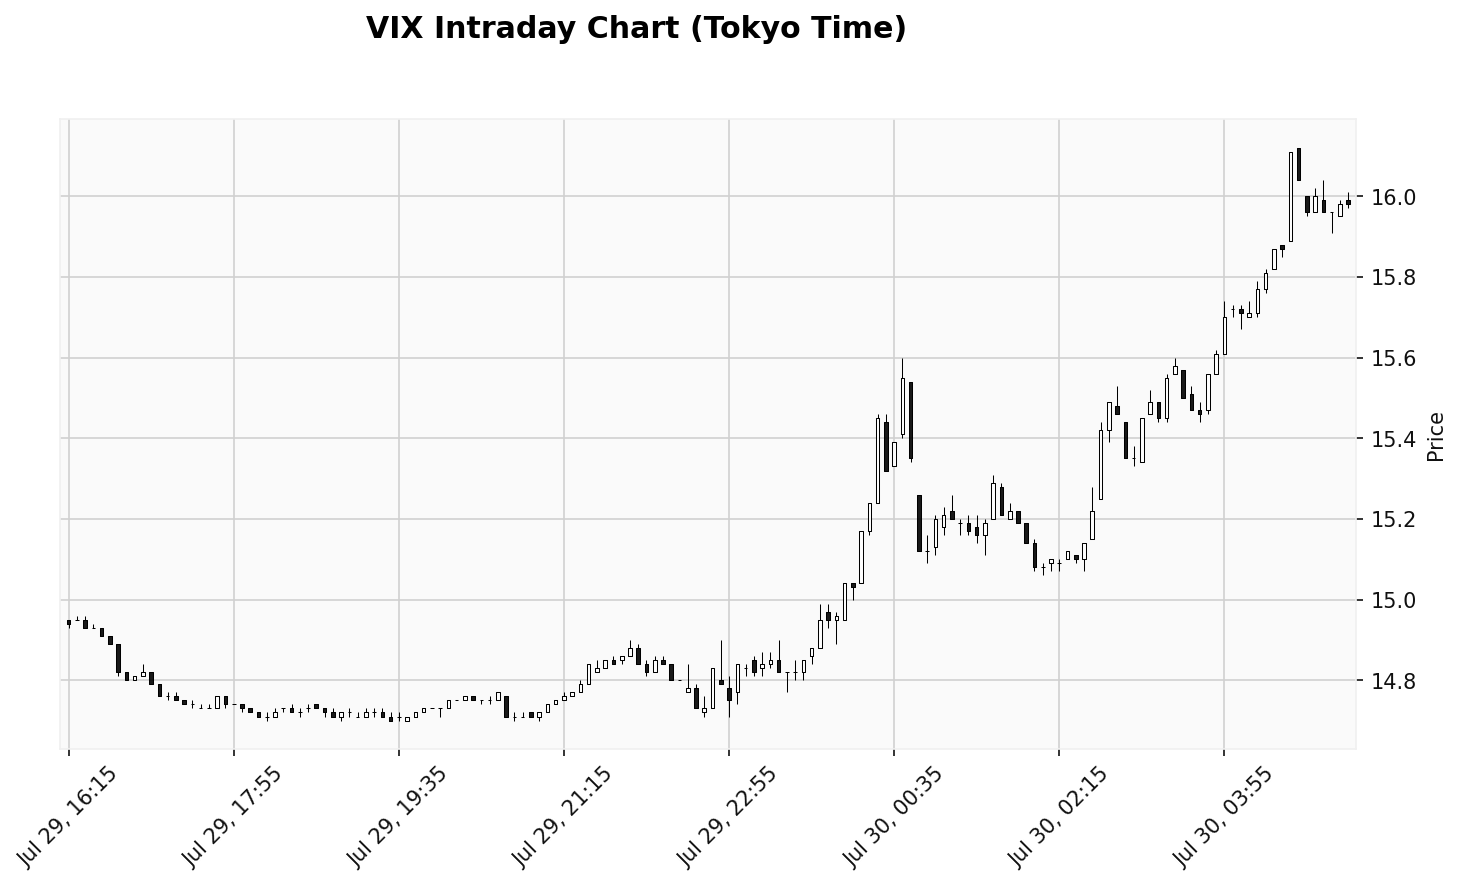 VIX Intraday Chart (Tokyo Time)
16.0
15.8
15.6
15.4
15.2
15.0
14.8
Price
Jul 29, 16:15
Jul 29, 17:55
Jul 29, 19:35
Jul 29, 21:15
Jul 29, 22:55
Jul 30, 00:35
Jul 30, 02:15
Jul 30, 03:55